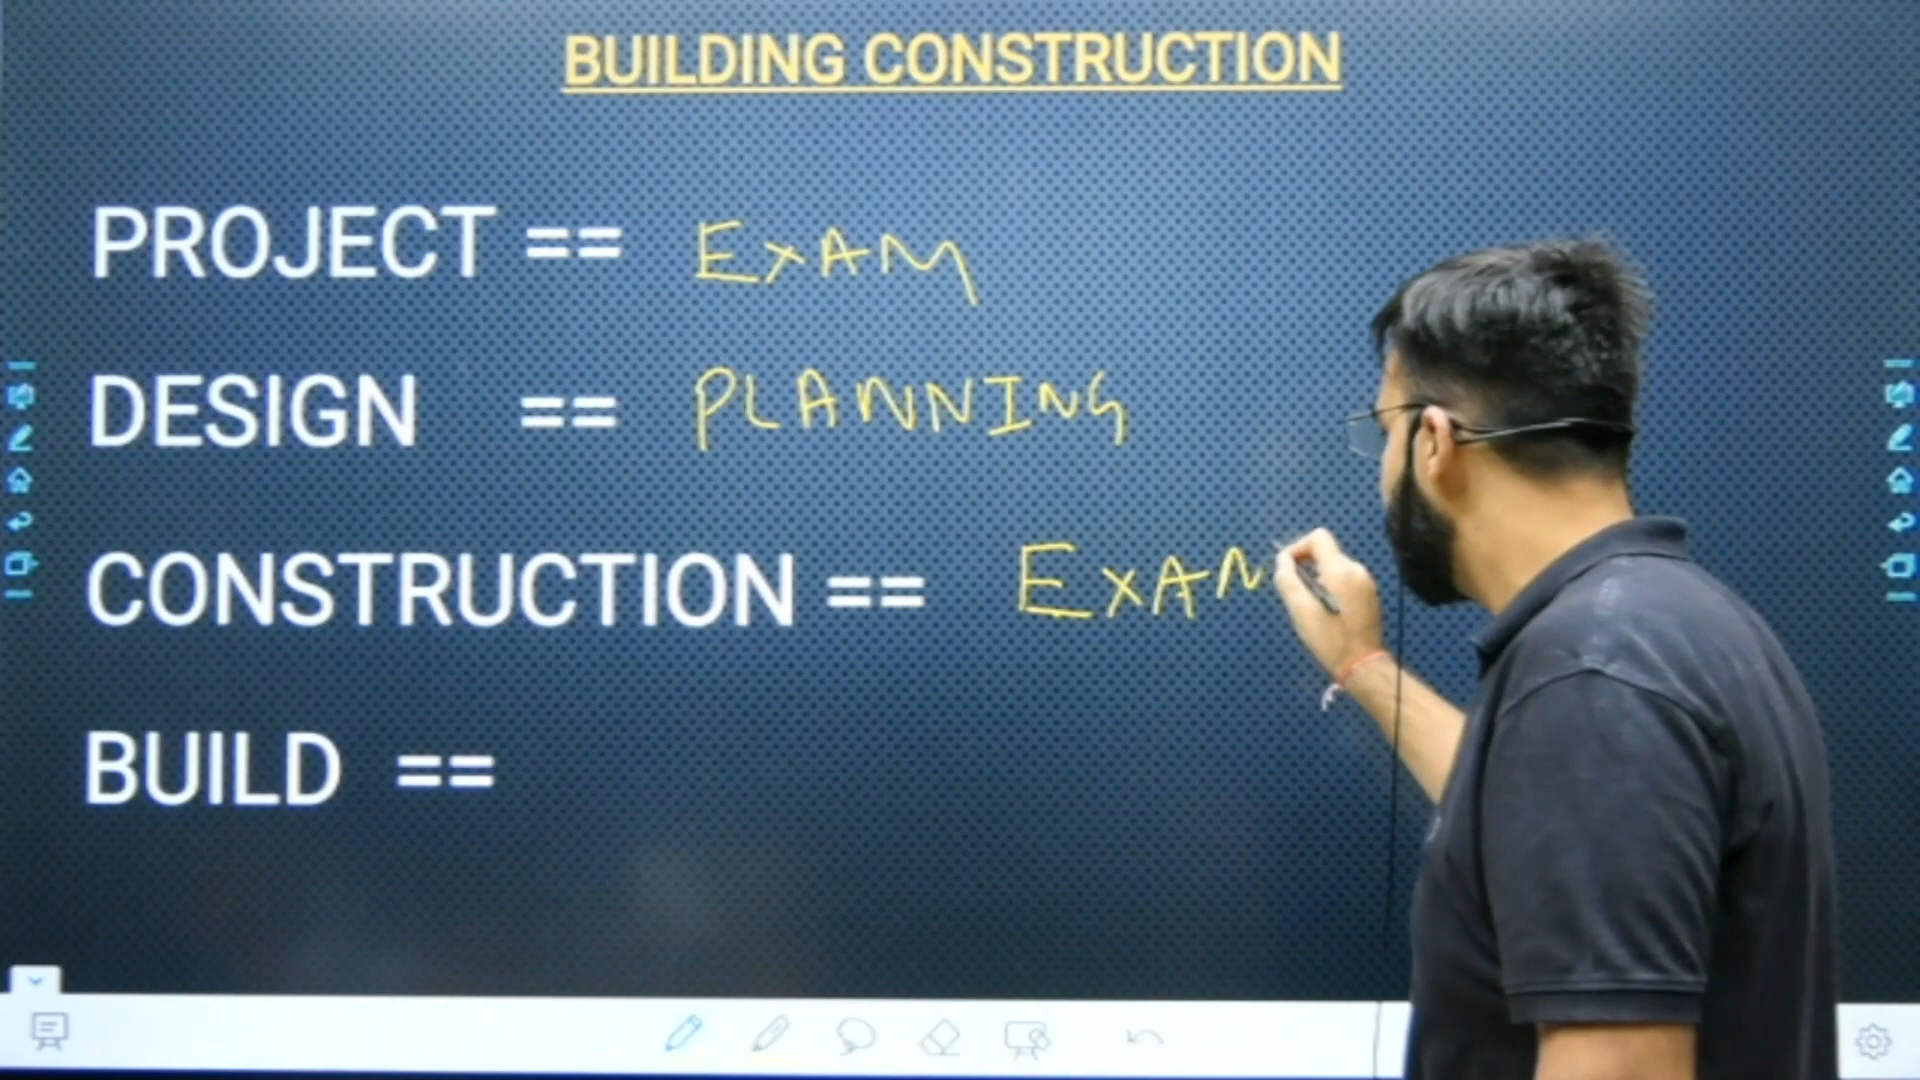 BUILDING CONSTRUCTION
PROJECT == EXAM
DESIGN == PLANNING
CONSTRUCTION == EXAM
BUILD ==